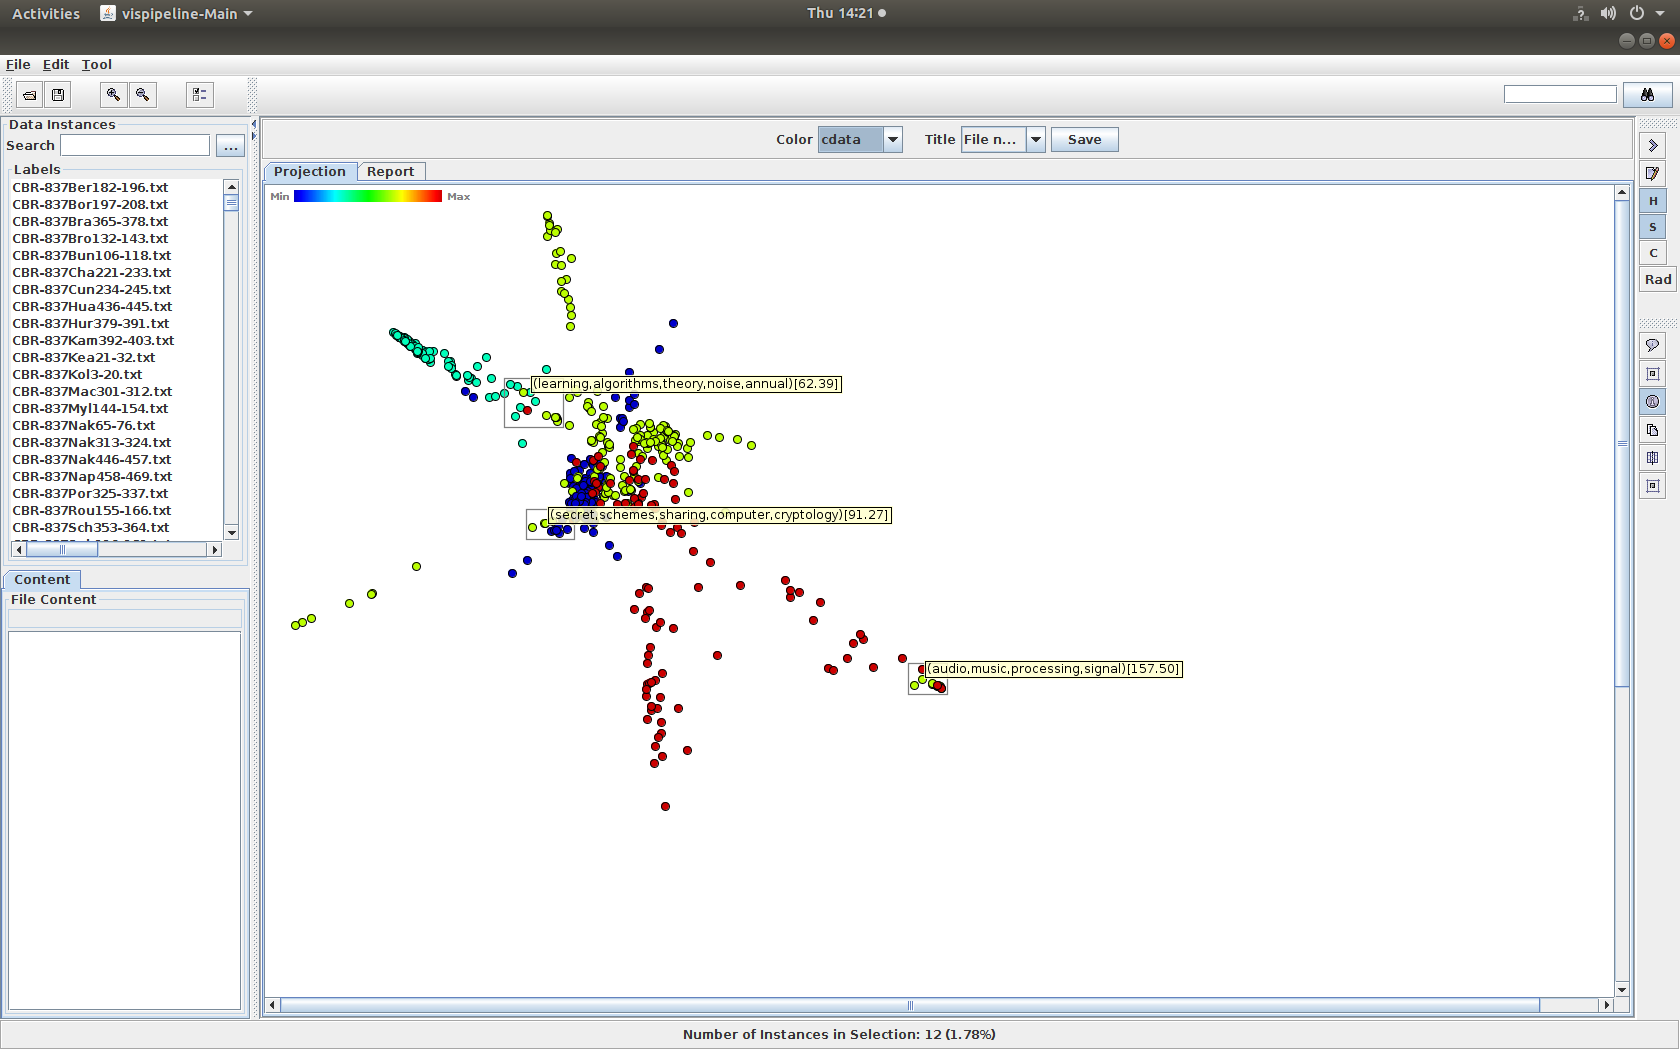 Activities vispipeline-Main Thu 14:21
File Edit Tool
Data Instances
Search ...
Color cdata Title File n... Save
Labels
Projection Report
CBR-837Ber182-196.txt
CBR-837Bor197-208.txt
CBR-837Bra365-378.txt
CBR-837Bro132-143.txt
CBR-837Bun106-118.txt
CBR-837Cha221-233.txt
CBR-837Cun234-245.txt
CBR-837Hua436-445.txt
CBR-837Hur379-391.txt
CBR-837Kam392-403.txt
CBR-837Kea21-32.txt
CBR-837Kol3-20.txt
CBR-837Mac301-312.txt
CBR-837Myl144-154.txt
CBR-837Nak65-76.txt
CBR-837Nak313-324.txt
CBR-837Nak446-457.txt
CBR-837Nap458-469.txt
CBR-837Por325-337.txt
CBR-837Rou155-166.txt
CBR-837Sch353-364.txt
Min Max
(learning,algorithms,theory,noise,annual)[62.39]
(secret,schemes,sharing,computer,cryptology)[91.27]
(audio,music,processing,signal)[157.50]
H
S
C
Rad
Content
File Content
Number of Instances in Selection: 12 (1.78%)